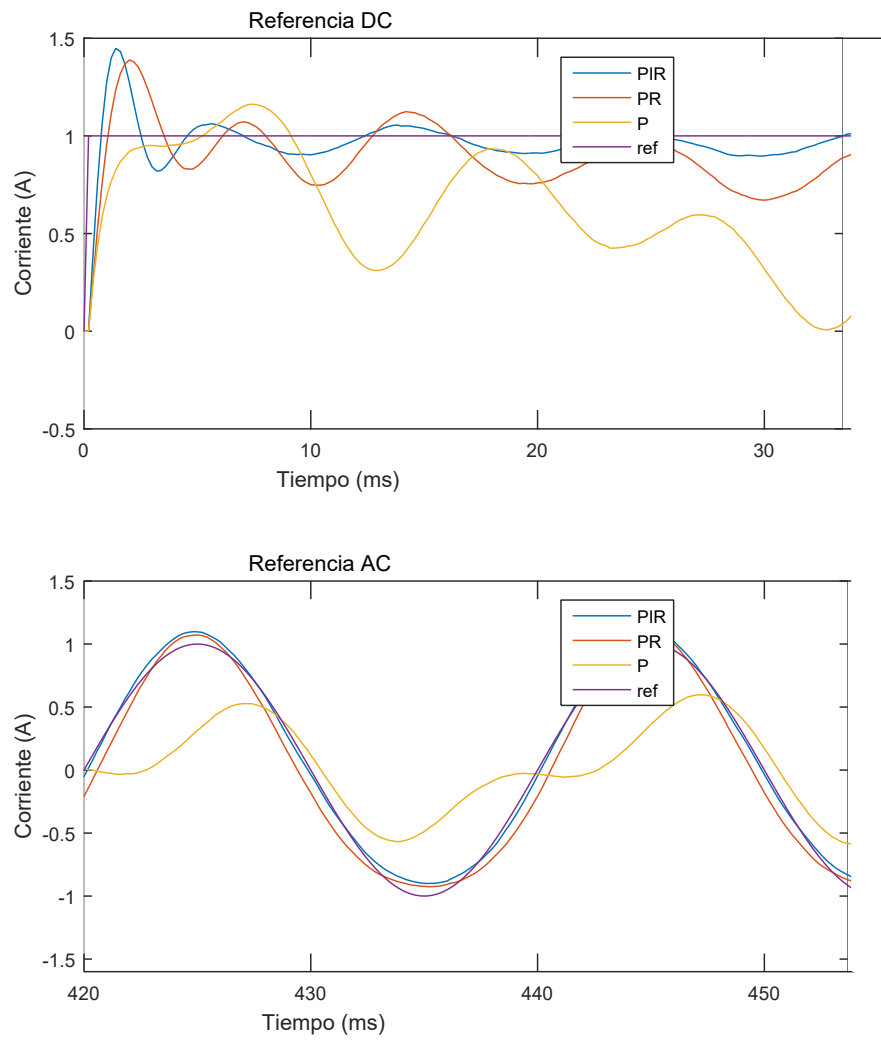 Referencia DC
1.5
1
0.5
0
-0.5
Corriente (A)
PIR
PR
P
ref
0 10 20 30
Tiempo (ms)
Referencia AC
1.5
1
0.5
0
-0.5
-1
-1.5
Corriente (A)
PIR
PR
P
ref
420 430 440 450
Tiempo (ms)